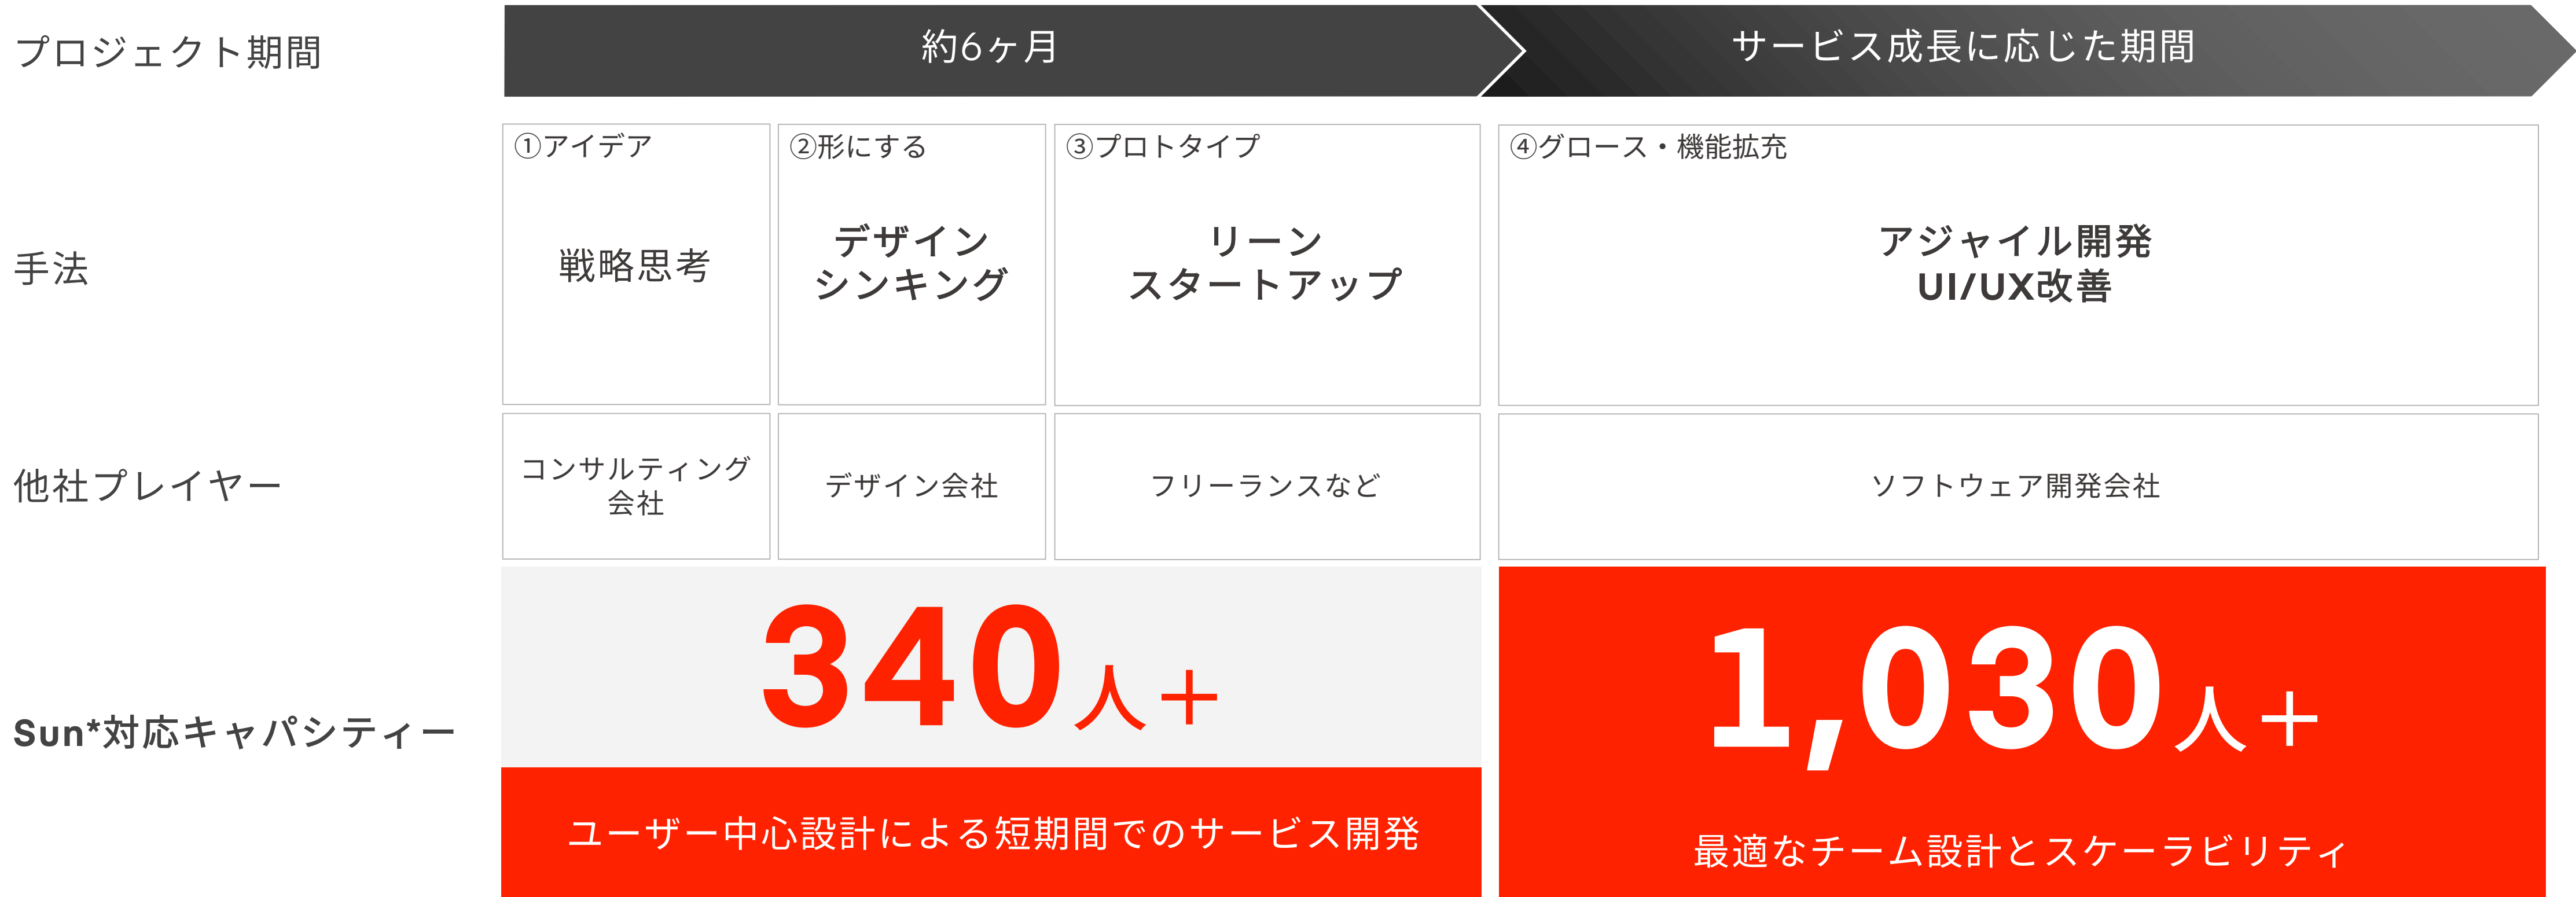 プロジェクト期間
約6ヶ月
サービス成長に応じた期間
手法
①アイデア
戦略思考
②形にする
デザイン
シンキング
③プロトタイプ
リーン
スタートアップ
④グロース・機能拡充
アジャイル開発
UI/UX改善
他社プレイヤー
コンサルティング
会社
デザイン会社
フリーランスなど
ソフトウェア開発会社
Sun*対応キャパシティー
340人＋
ユーザー中心設計による短期間でのサービス開発
1,030人＋
最適なチーム設計とスケーラビリティ